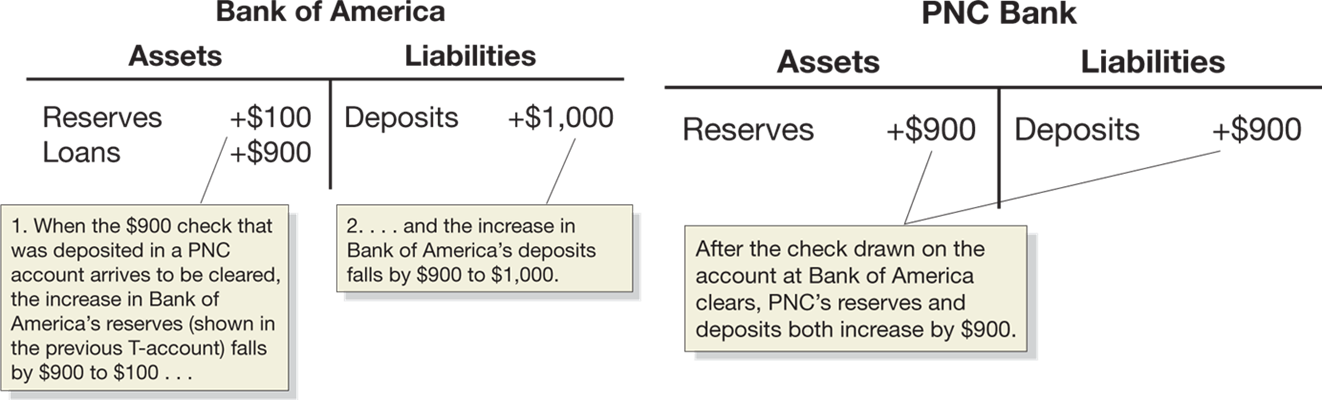 Bank of America
Assets Liabilities
Reserves +$100 Deposits +$1,000
Loans +$900
1. When the $900 check that
was deposited in a PNC
account arrives to be cleared,
the increase in Bank of
America’s reserves (shown in
the previous T-account) falls
by $900 to $100 . . .
2. . . . and the increase in
Bank of America’s deposits
falls by $900 to $1,000.
PNC Bank
Assets Liabilities
Reserves +$900 Deposits +$900
After the check drawn on the
account at Bank of America
clears, PNC’s reserves and
deposits both increase by $900.